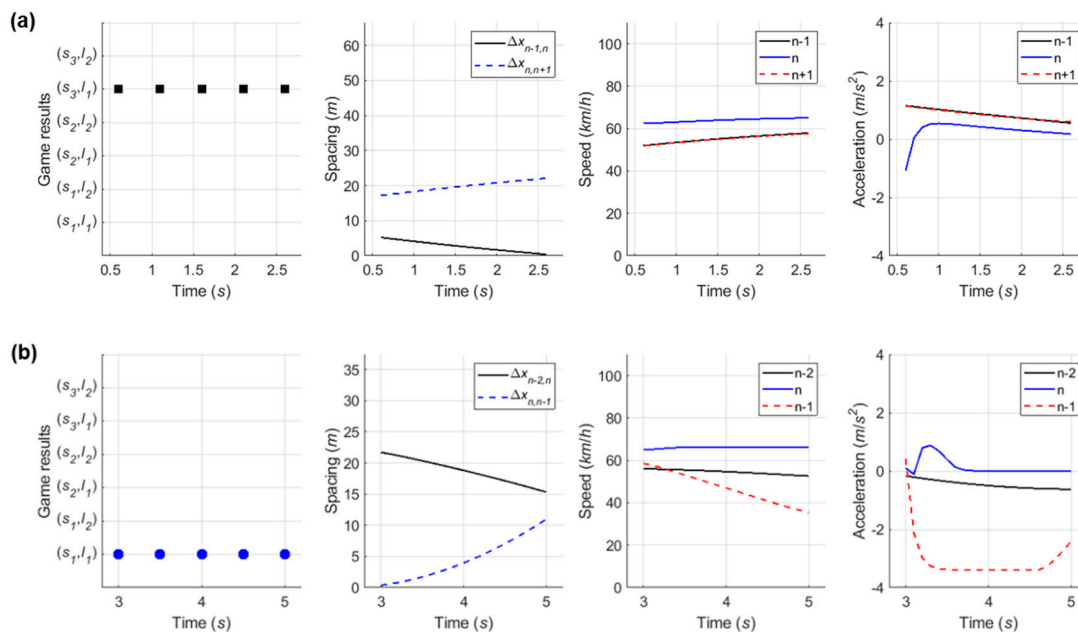 (a)
Game results
(s₃,l₂)
(s₃,l₁)
(s₂,l₂)
(s₂,l₁)
(s₁,l₂)
(s₁,l₁)
0.5 1 1.5 2 2.5
Time (s)
Spacing (m)
60
50
40
30
20
10
0
Δxₙ₋₁,ₙ
Δxₙ,ₙ₊₁
0.5 1 1.5 2 2.5
Time (s)
Speed (km/h)
100
80
60
40
20
0
n-1
n
n+1
0.5 1 1.5 2 2.5
Time (s)
Acceleration (m/s²)
4
2
0
-2
-4
n-1
n
n+1
0.5 1 1.5 2 2.5
Time (s)
(b)
Game results
(s₃,l₂)
(s₃,l₁)
(s₂,l₂)
(s₂,l₁)
(s₁,l₂)
(s₁,l₁)
3 4 5
Time (s)
Spacing (m)
35
30
25
20
15
10
5
0
Δxₙ₋₂,ₙ
Δxₙ,ₙ₋₁
3 4 5
Time (s)
Speed (km/h)
100
80
60
40
20
0
n-2
n
n-1
3 4 5
Time (s)
Acceleration (m/s²)
4
2
0
-2
-4
n-2
n
n-1
3 4 5
Time (s)